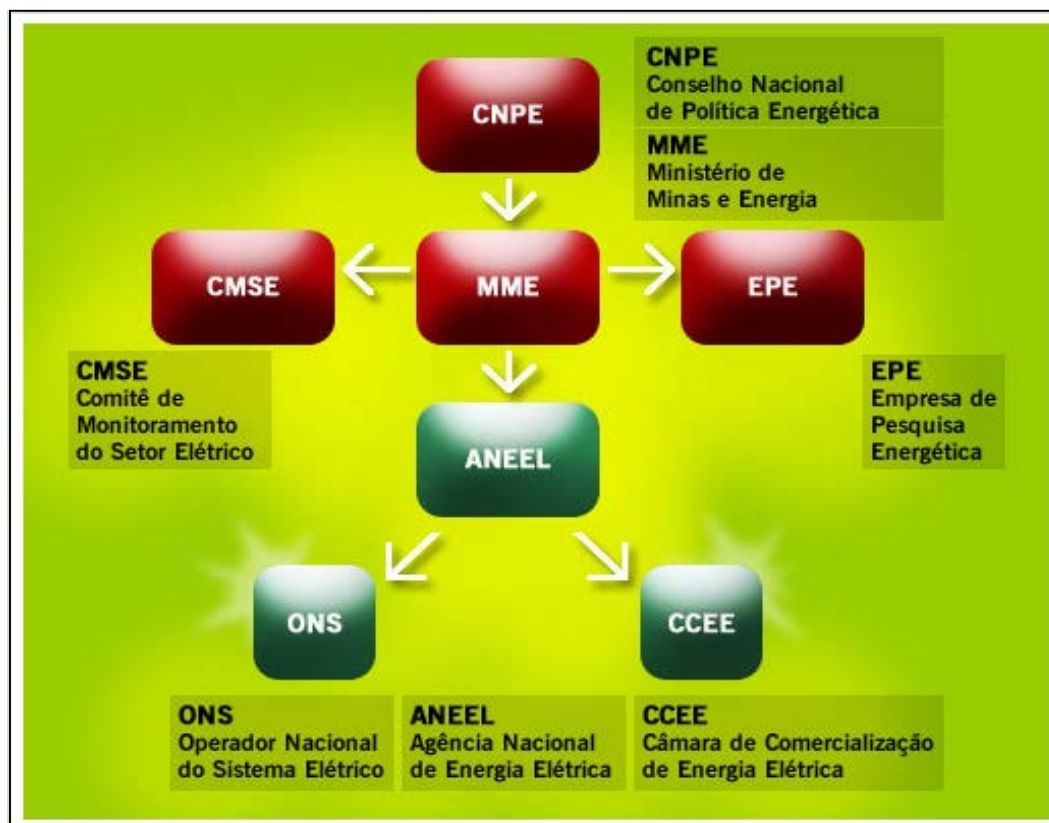 CNPE
CNPE
Conselho Nacional
de Política Energética
MME
Ministério de
Minas e Energia
CMSE
MME
EPE
CMSE
Comitê de
Monitoramento
do Setor Elétrico
EPE
Empresa de
Pesquisa
Energética
ANEEL
ONS
CCEE
ONS
Operador Nacional
do Sistema Elétrico
ANEEL
Agência Nacional
de Energia Elétrica
CCEE
Câmara de Comercialização
de Energia Elétrica